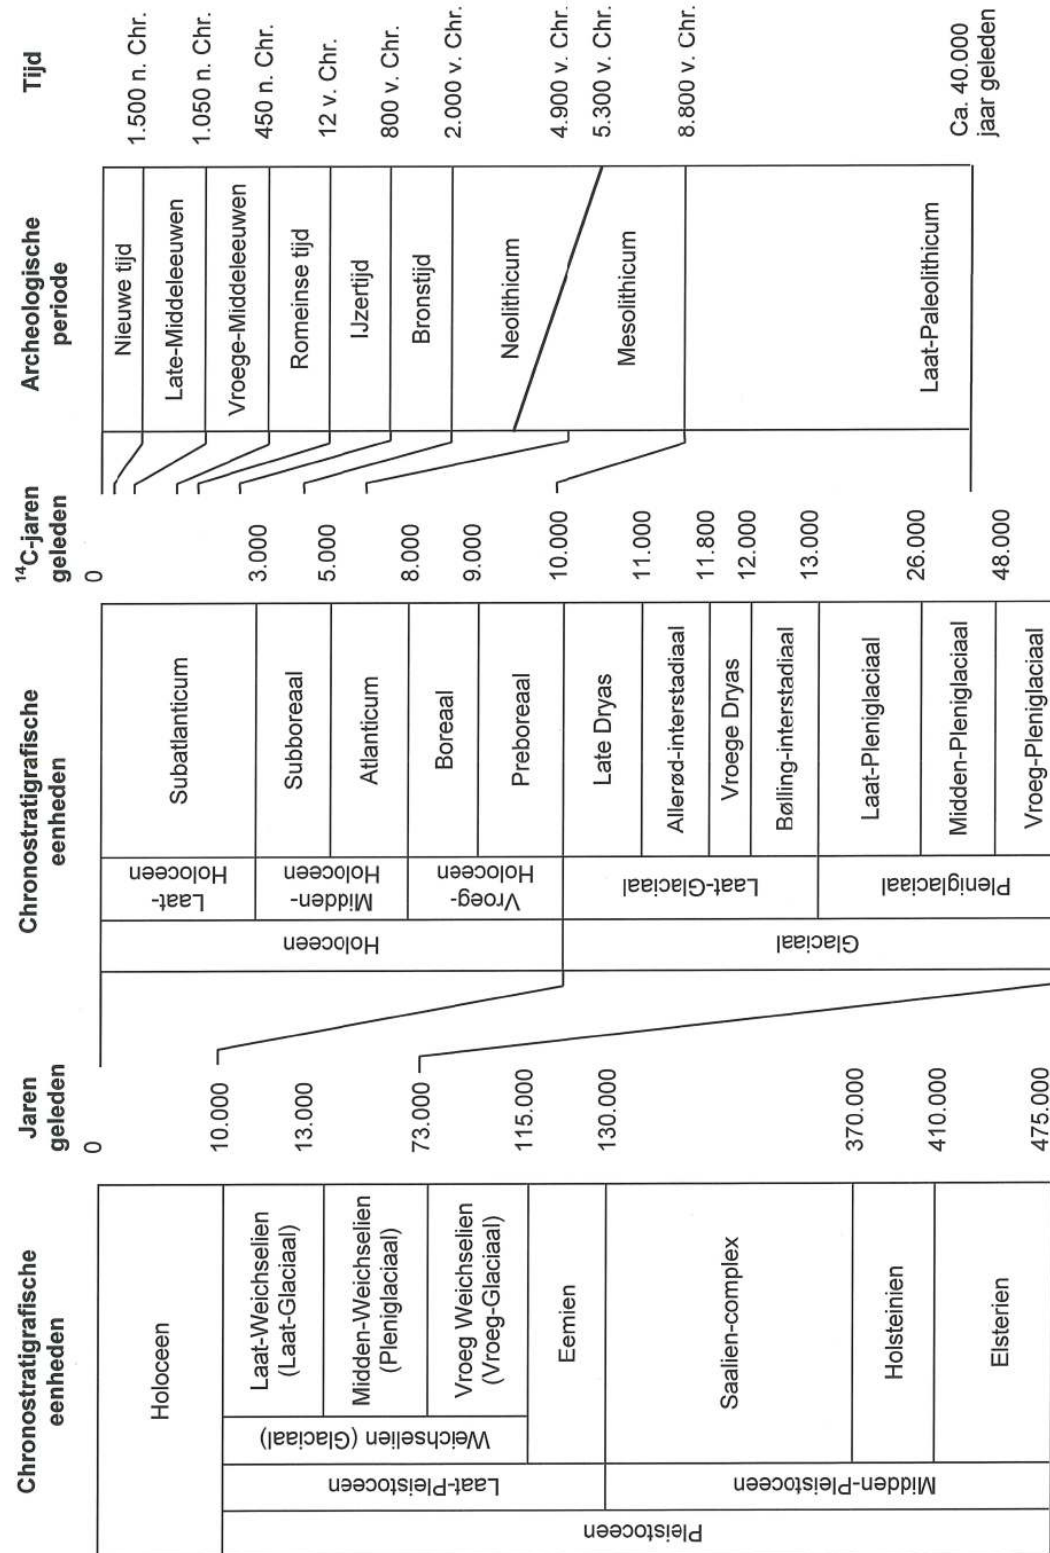 Chronostratigrafische
eenheden
Jaren
geleden
Chronostratigrafische
eenheden
14C-jaren
geleden
Archeologische
periode
Tijd
Pleistoceen
Laat-Pleistoceen
Midden-Pleistoceen
Weichselien (Glaciaal)
Holoceen
Laat-Weichselien
(Laat-Glaciaal)
Midden-Weichselien
(Pleniglaciaal)
Vroeg Weichselien
(Vroeg-Glaciaal)
Eemien
Saalien-complex
Holsteinien
Elsterien
0
10.000
13.000
73.000
115.000
130.000
370.000
410.000
475.000
Holoceen
Glaciaal
Laat-
Holoceen
Midden-
Holoceen
Vroeg-
Holoceen
Laat-Glaciaal
Pleniglaciaal
Subatlanticum
Subboreaal
Atlanticum
Boreaal
Preboreaal
Late Dryas
Allerød-interstadiaal
Vroege Dryas
Bølling-interstadiaal
Laat-Pleniglaciaal
Midden-Pleniglaciaal
Vroeg-Pleniglaciaal
0
3.000
5.000
8.000
9.000
10.000
11.000
11.800
12.000
13.000
26.000
48.000
Nieuwe tijd
Late-Middeleeuwen
Vroege-Middeleeuwen
Romeinse tijd
IJzertijd
Bronstijd
Neolithicum
Mesolithicum
Laat-Paleolithicum
1.500 n. Chr.
1.050 n. Chr.
450 n. Chr.
12 v. Chr.
800 v. Chr.
2.000 v. Chr.
4.900 v. Chr.
5.300 v. Chr.
8.800 v. Chr.
Ca. 40.000
jaar geleden